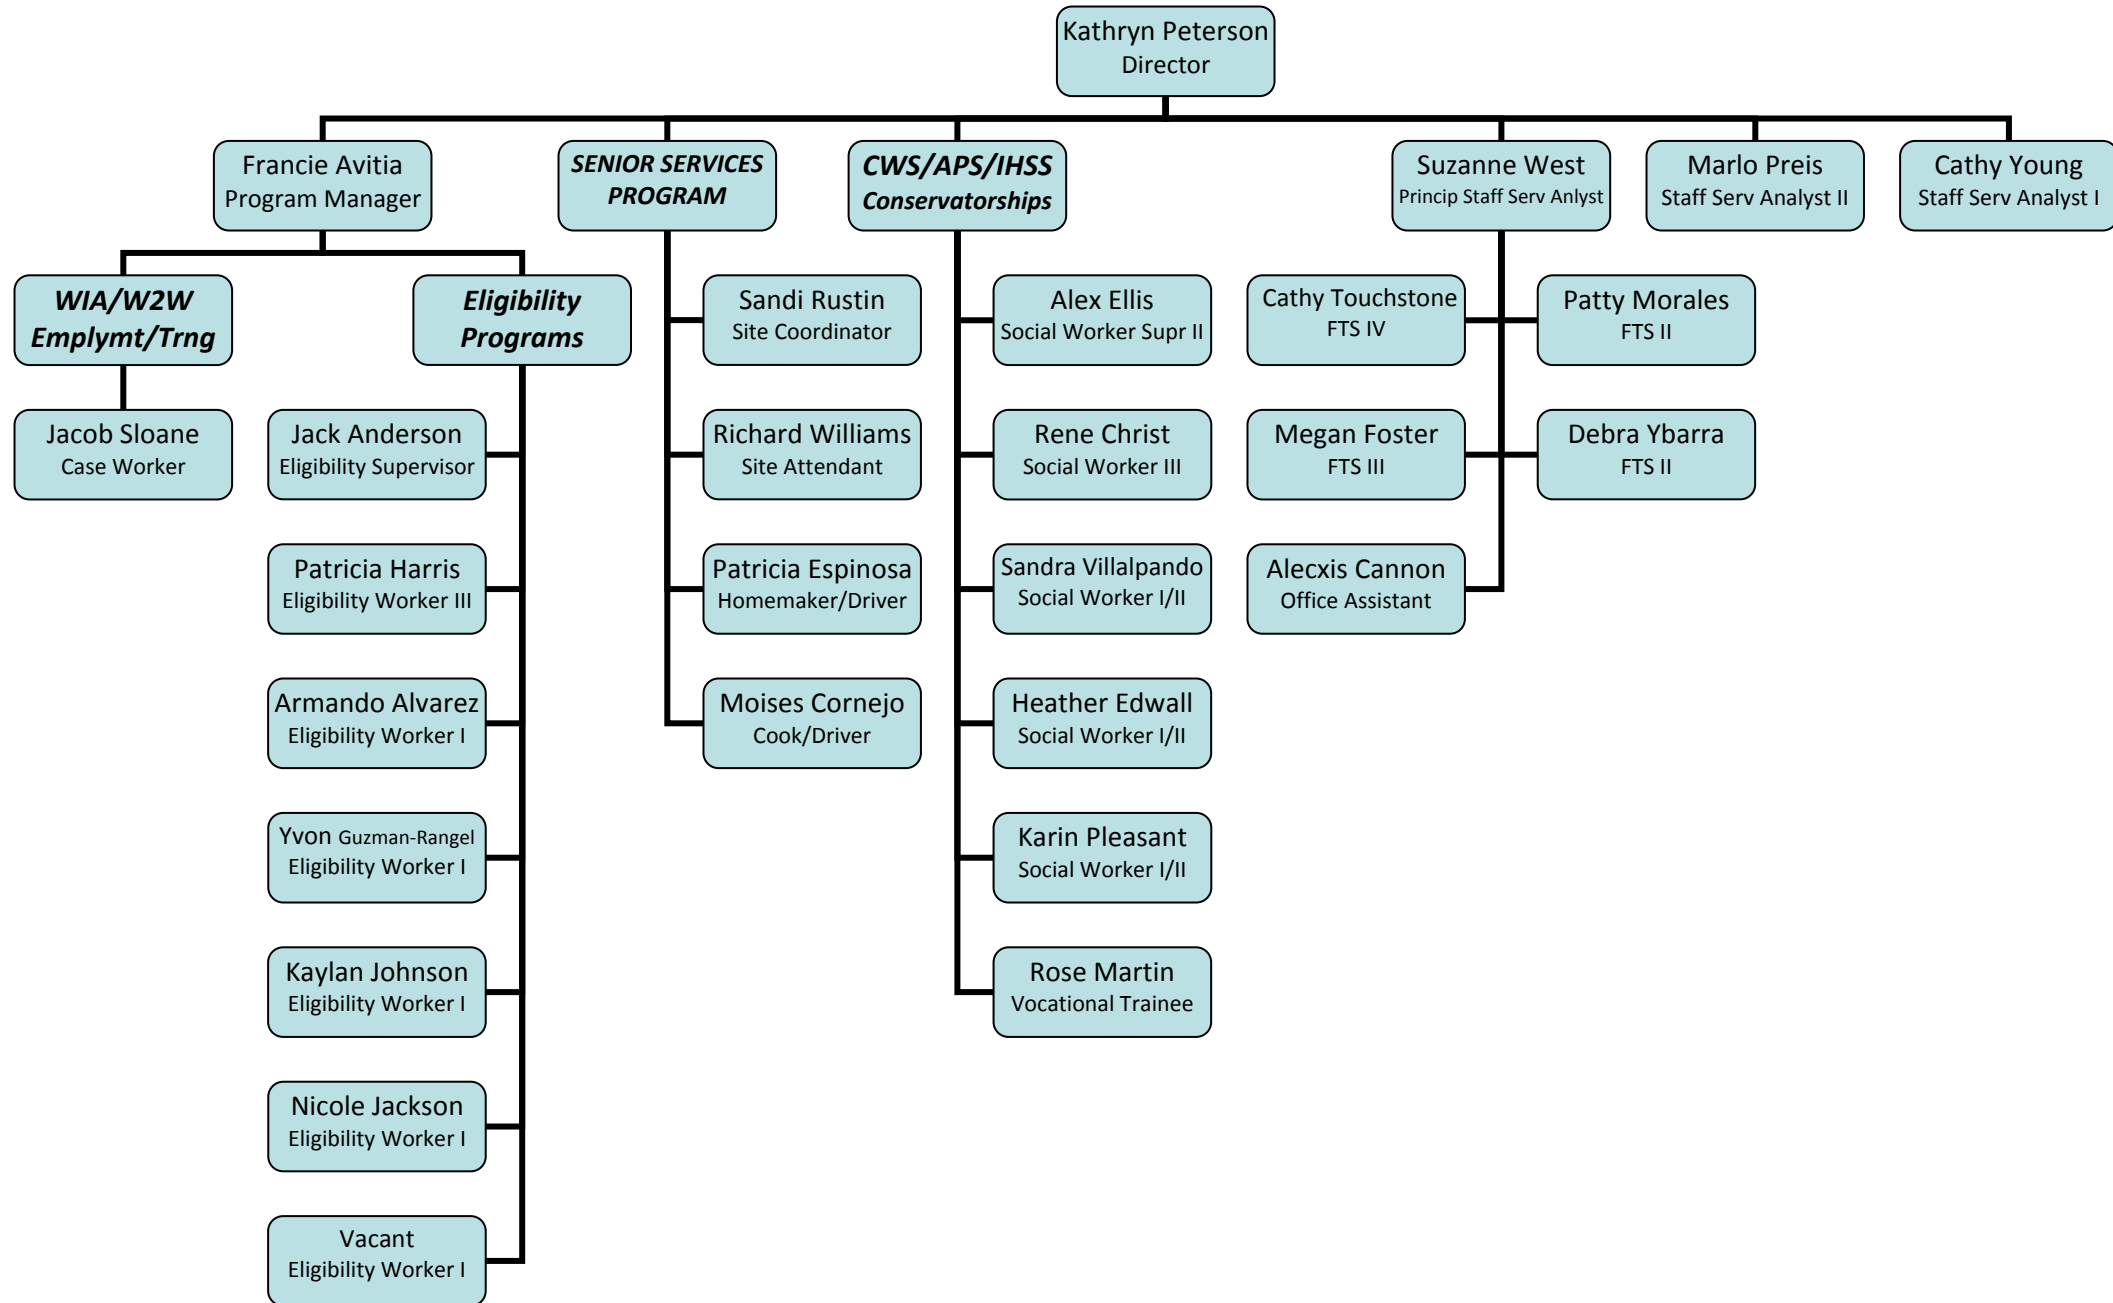 Kathryn Peterson
Director
Francie Avitia
Program Manager
SENIOR SERVICES
PROGRAM
CWS/APS/IHSS
Conservatorships
Suzanne West
Princip Staff Serv Anlyst
Marlo Preis
Staff Serv Analyst II
Cathy Young
Staff Serv Analyst I
WIA/W2W
Emplymt/Trng
Eligibility
Programs
Sandi Rustin
Site Coordinator
Alex Ellis
Social Worker Supr II
Cathy Touchstone
FTS IV
Patty Morales
FTS II
Jacob Sloane
Case Worker
Jack Anderson
Eligibility Supervisor
Richard Williams
Site Attendant
Rene Christ
Social Worker III
Megan Foster
FTS III
Debra Ybarra
FTS II
Patricia Harris
Eligibility Worker III
Patricia Espinosa
Homemaker/Driver
Sandra Villalpando
Social Worker I/II
Alecxis Cannon
Office Assistant
Armando Alvarez
Eligibility Worker I
Moises Cornejo
Cook/Driver
Heather Edwall
Social Worker I/II
Yvon Guzman-Rangel
Eligibility Worker I
Karin Pleasant
Social Worker I/II
Kaylan Johnson
Eligibility Worker I
Rose Martin
Vocational Trainee
Nicole Jackson
Eligibility Worker I
Vacant
Eligibility Worker I